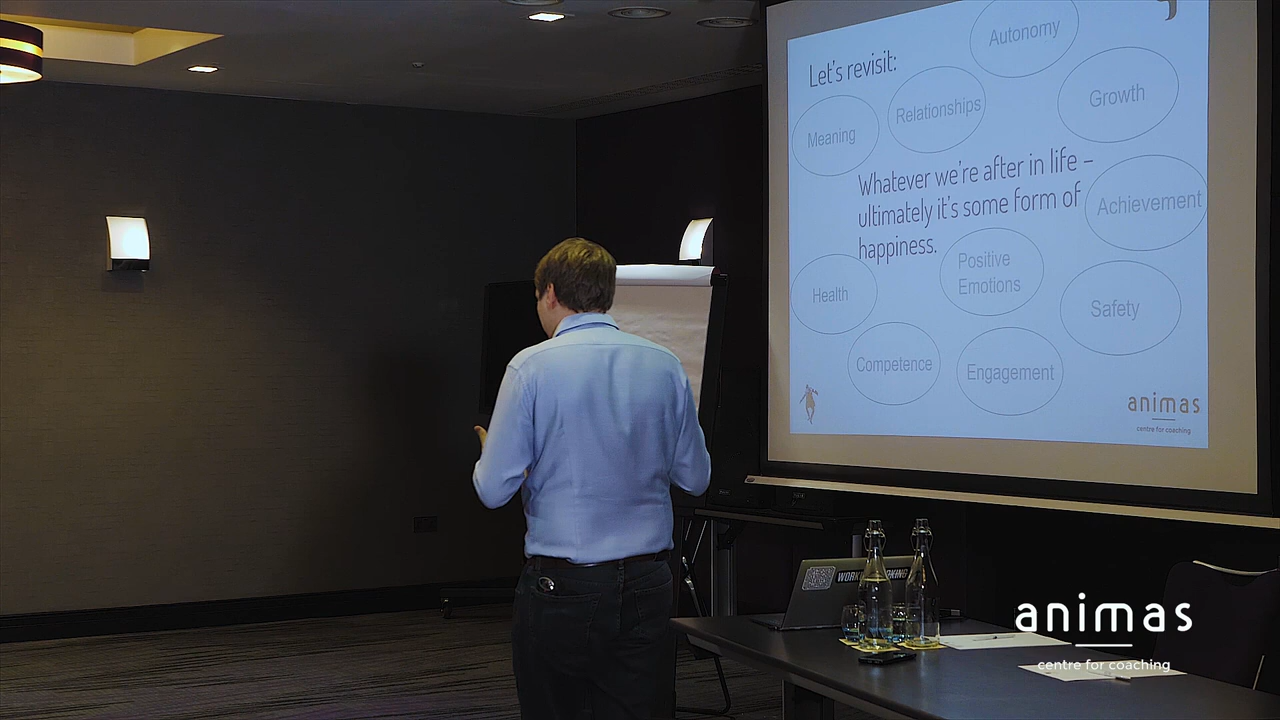 Autonomy
Let's revisit:
Growth
Relationships
Meaning
Whatever we're after in life –
ultimately it's some form of
happiness.
Achievement
Positive
Emotions
Health
Safety
Competence
Engagement
animas
centre for coaching
animas
centre for coaching